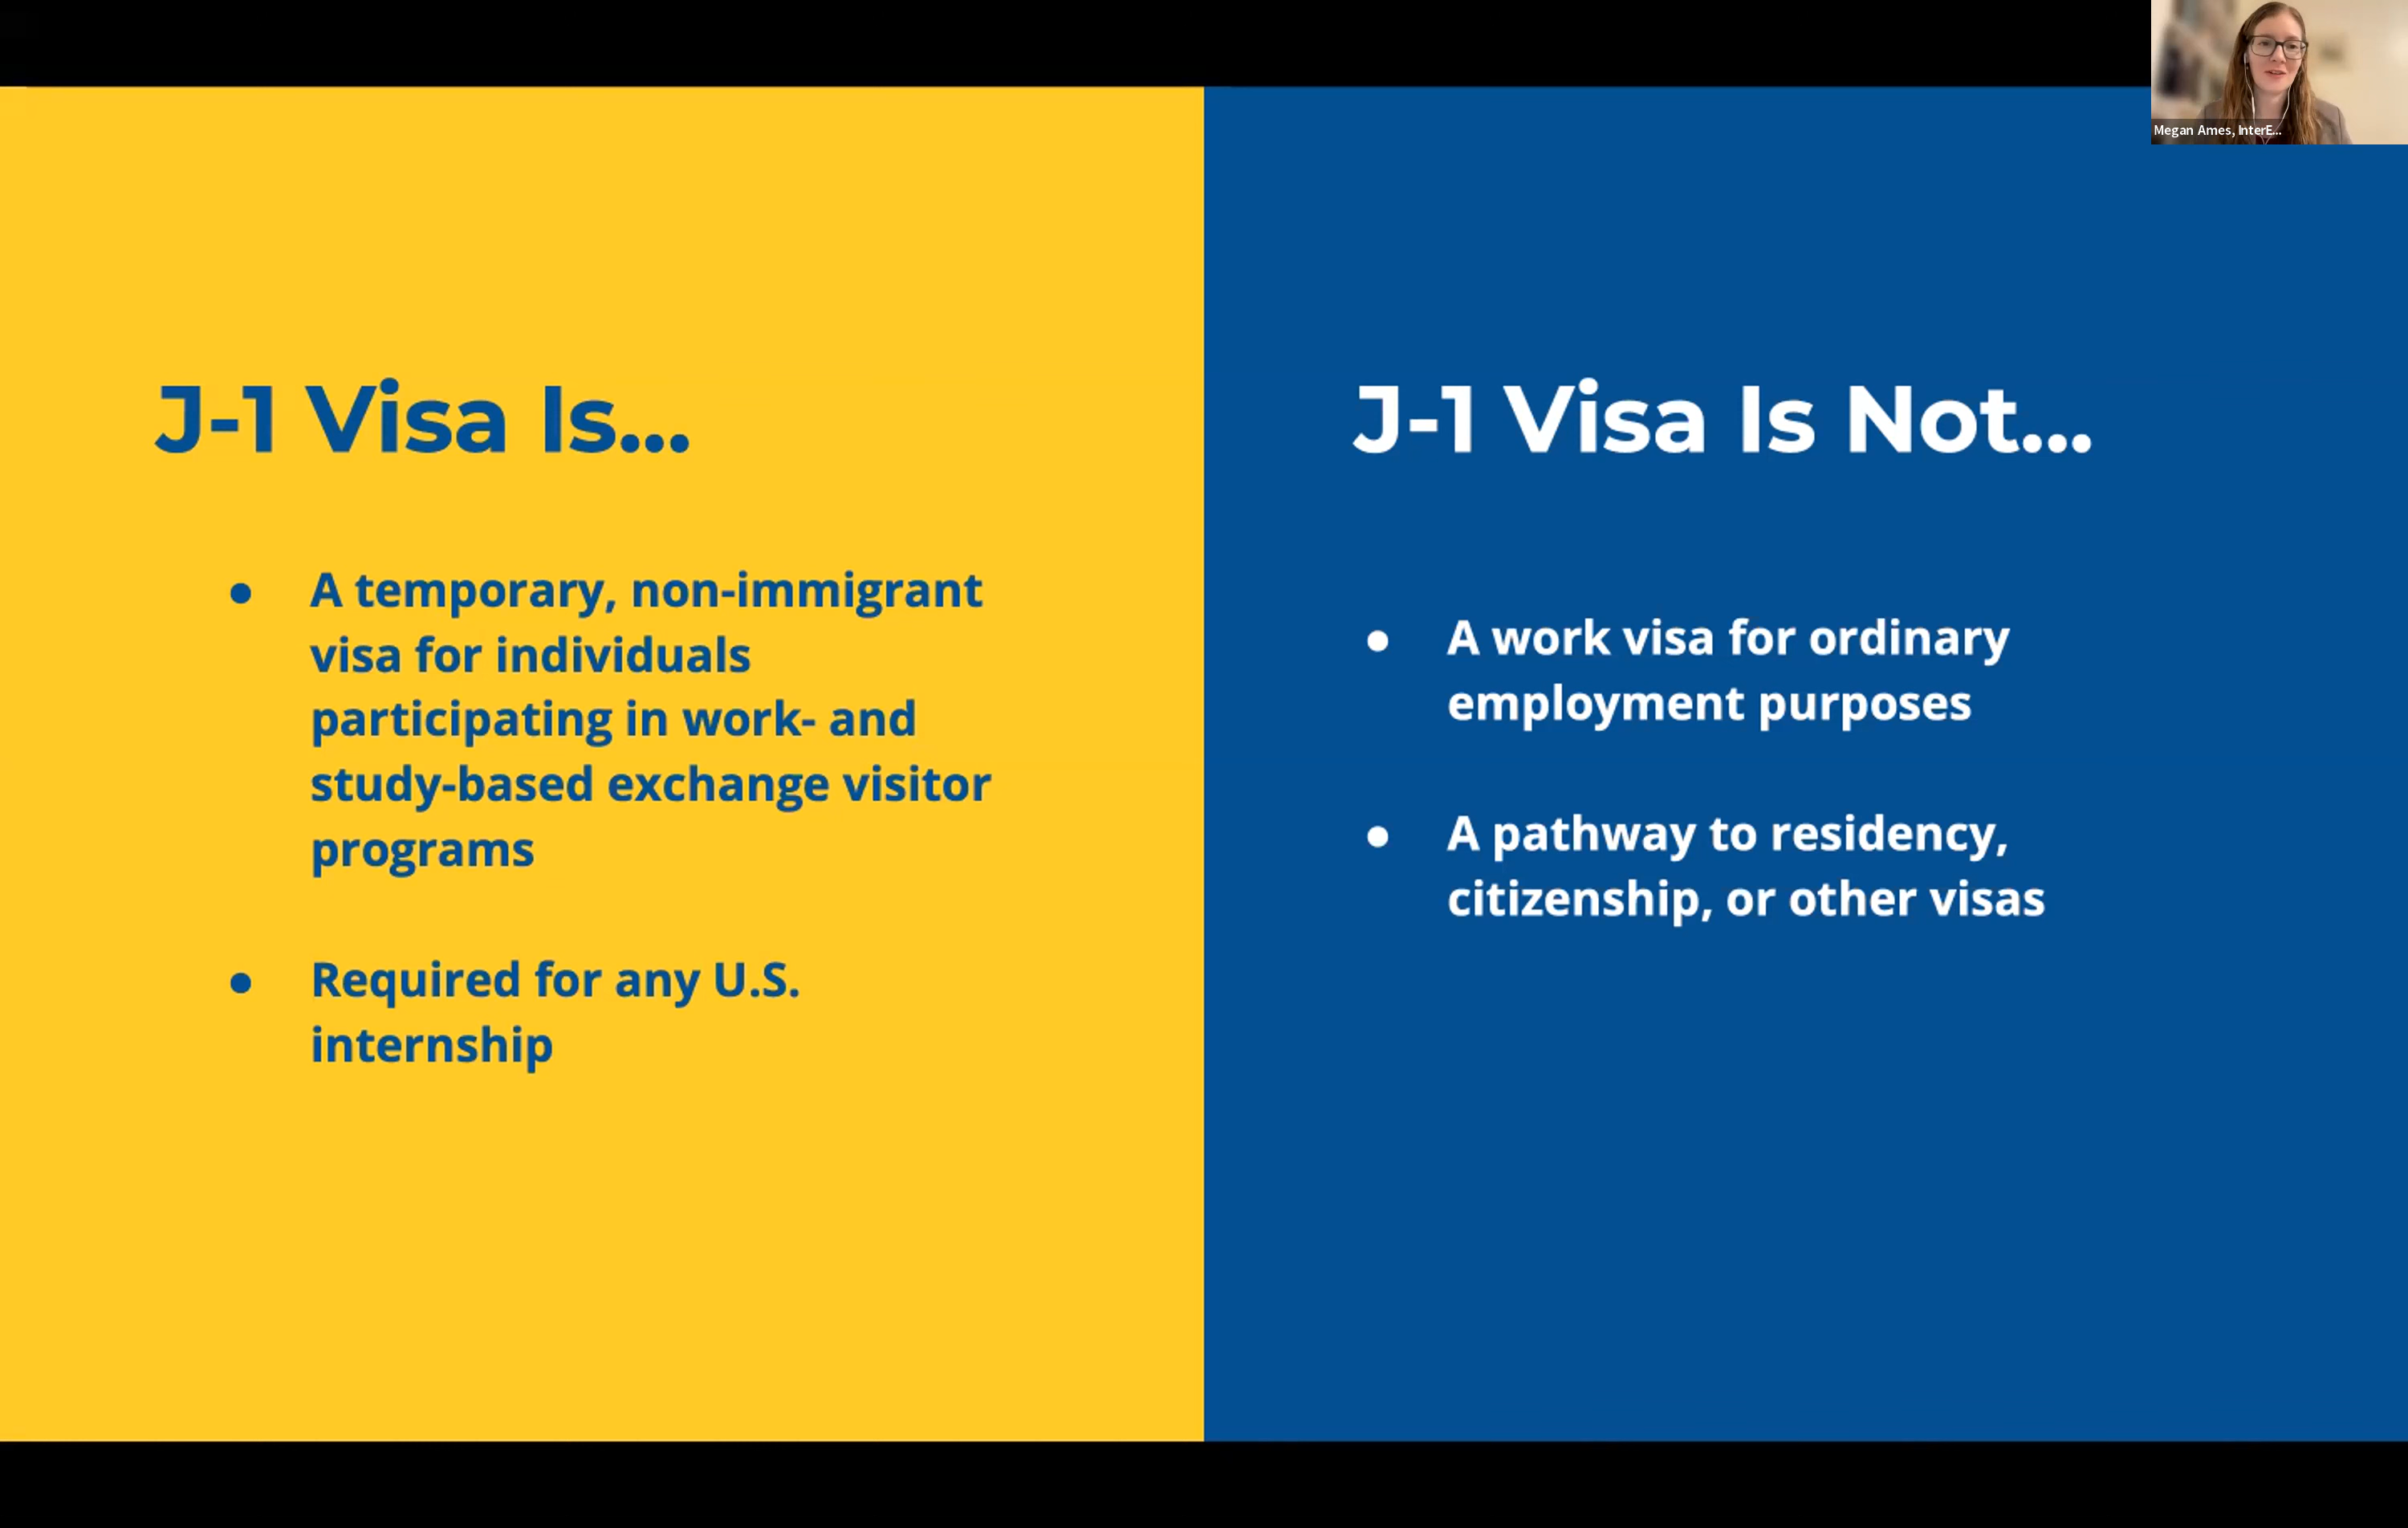 Megan Ames, InterE...
J-1 Visa Is...
● A temporary, non-immigrant
visa for individuals
participating in work- and
study-based exchange visitor
programs
● Required for any U.S.
internship
J-1 Visa Is Not...
● A work visa for ordinary
employment purposes
● A pathway to residency,
citizenship, or other visas